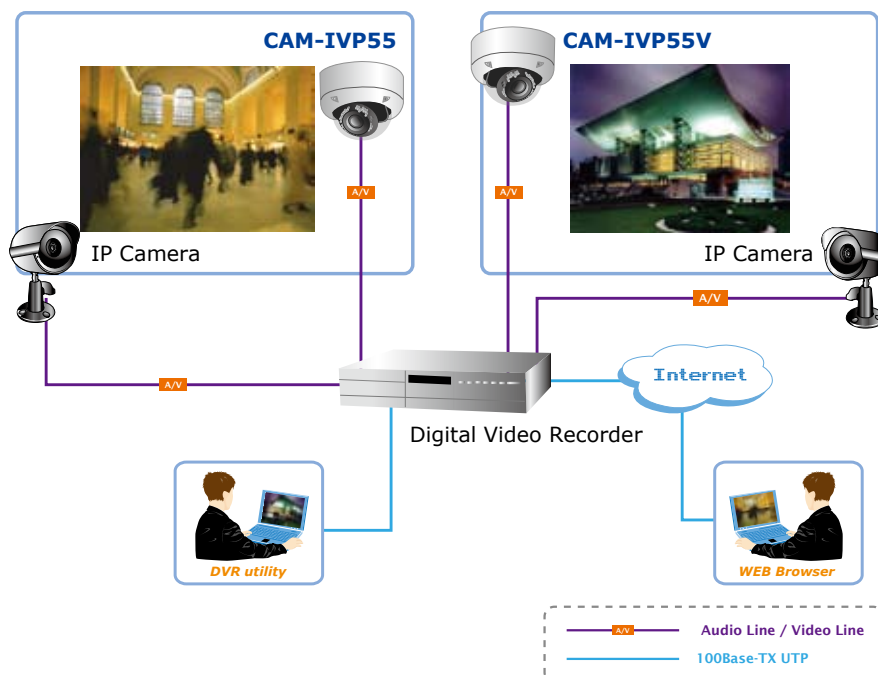 CAM-IVP55
CAM-IVP55V
A/V
A/V
IP Camera
IP Camera
A/V
A/V
Internet
Digital Video Recorder
DVR utility
WEB Browser
A/V
Audio Line / Video Line
100Base-TX UTP